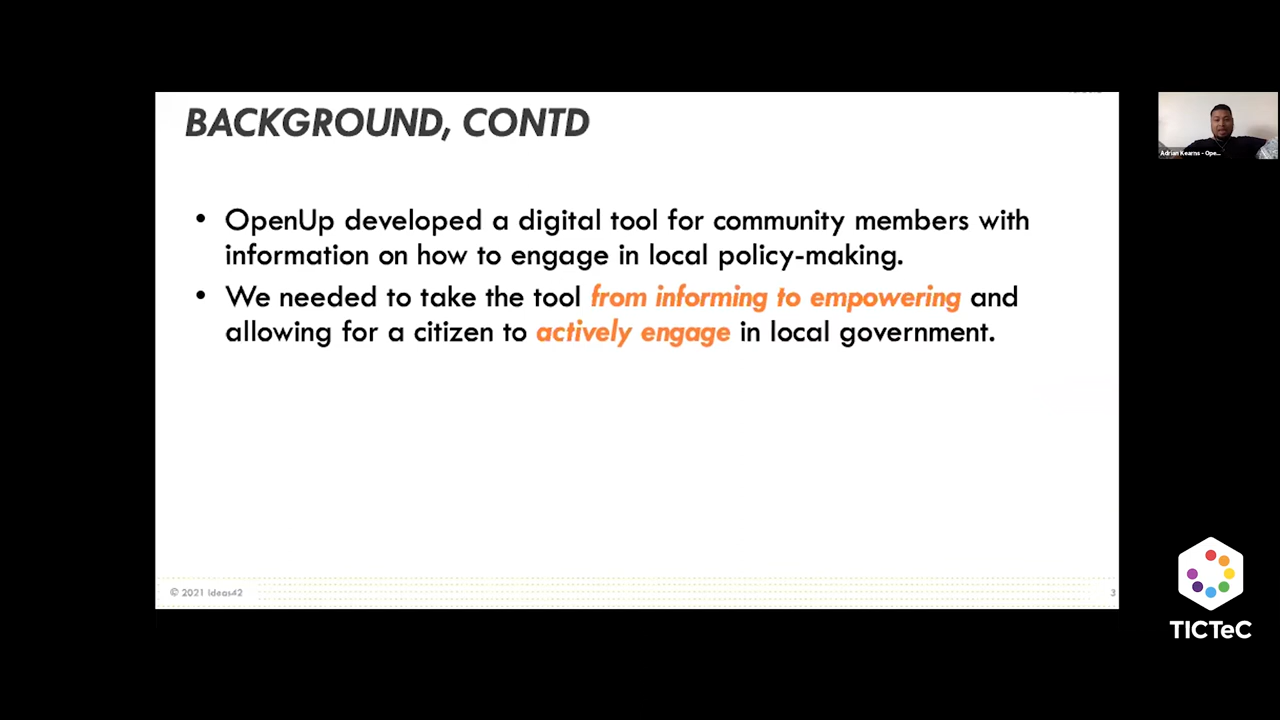 BACKGROUND, CONTD
• OpenUp developed a digital tool for community members with
information on how to engage in local policy-making.
• We needed to take the tool from informing to empowering and
allowing for a citizen to actively engage in local government.
© 2021 ideas42
3
Adrian Kearns - Ope...
TICTeC